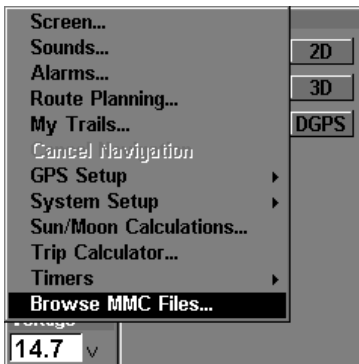 Screen...
Sounds...
Alarms...
Route Planning...
My Trails...
Cancel Navigation
GPS Setup
System Setup
Sun/Moon Calculations...
Trip Calculator...
Timers
Browse MMC Files...
2D
3D
DGPS
14.7 V